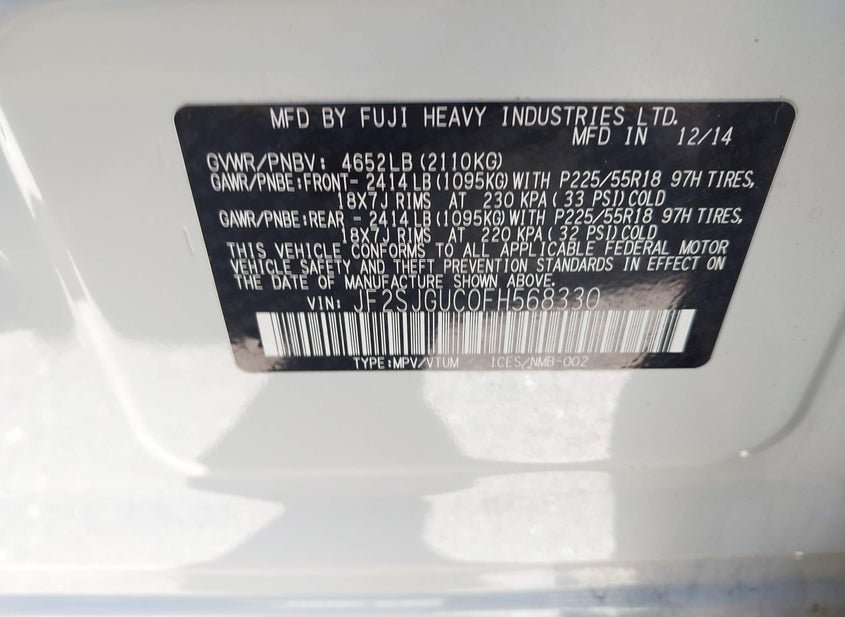 MFD BY FUJI HEAVY INDUSTRIES LTD.
MFD IN 12/14
GVWR/PNBV: 4652LB(2110KG)
GAWR/PNBE:FRONT- 2414LB(1095KG)WITH P225/55R18 97H TIRES,
18X7J RIMS AT 230 KPA(33 PSI)COLD
GAWR/PNBE:REAR - 2414LB(1095KG)WITH P225/55R18 97H TIRES,
18X7J RIMS AT 220 KPA(32 PSI)COLD
THIS VEHICLE CONFORMS TO ALL APPLICABLE FEDERAL MOTOR
VEHICLE SAFETY AND THEFT PREVENTION STANDARDS IN EFFECT ON
THE DATE OF MANUFACTURE SHOWN ABOVE.
VIN: JF2SJGUC0FH568330
TYPE:MPV/VTUM ICES/NMB-002